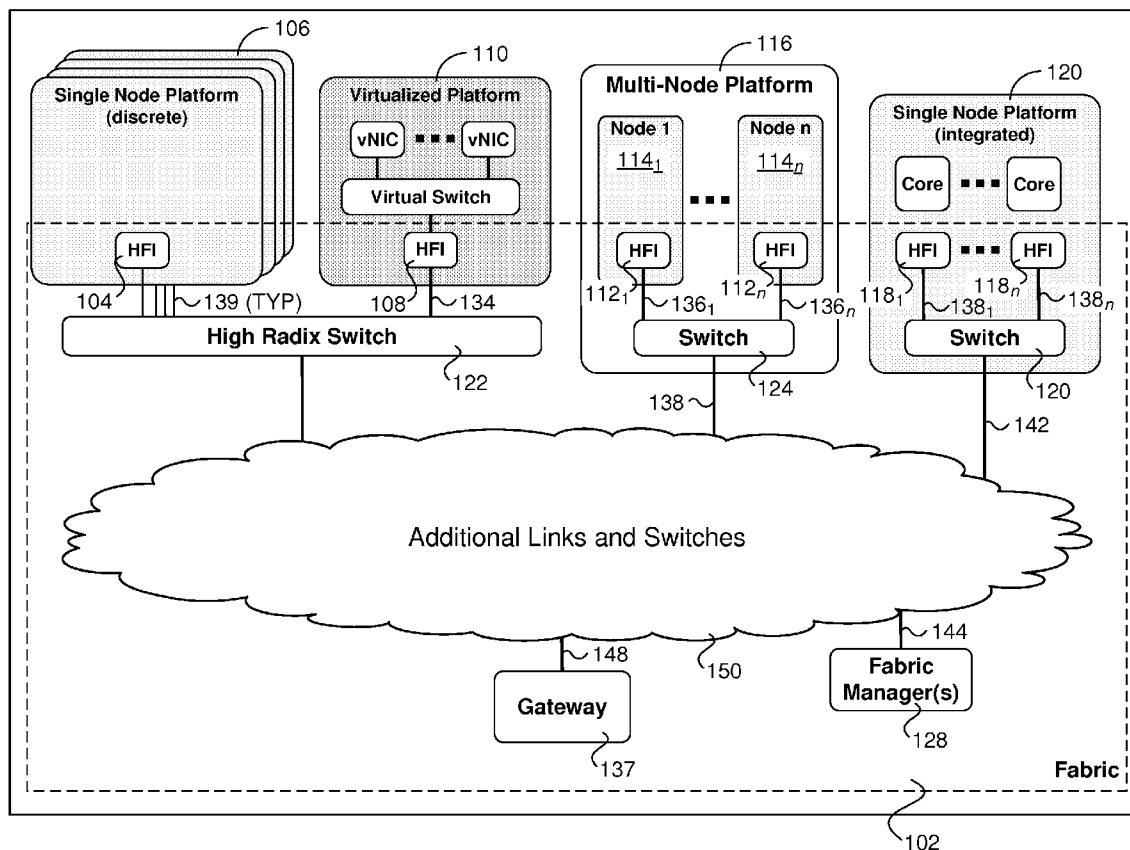 106
110
116
120
Single Node Platform
(discrete)
Virtualized Platform
vNIC
vNIC
Virtual Switch
Multi-Node Platform
Node 1
114₁
Node n
114ₙ
Single Node Platform
(integrated)
Core
Core
HFI
HFI
HFI
HFI
HFI
HFI
104
139 (TYP)
108
134
112₁
136₁
112ₙ
136ₙ
118₁
138₁
118ₙ
138ₙ
High Radix Switch
Switch
Switch
122
124
120
138
142
Additional Links and Switches
148
150
144
Gateway
Fabric
Manager(s)
137
128
Fabric
102